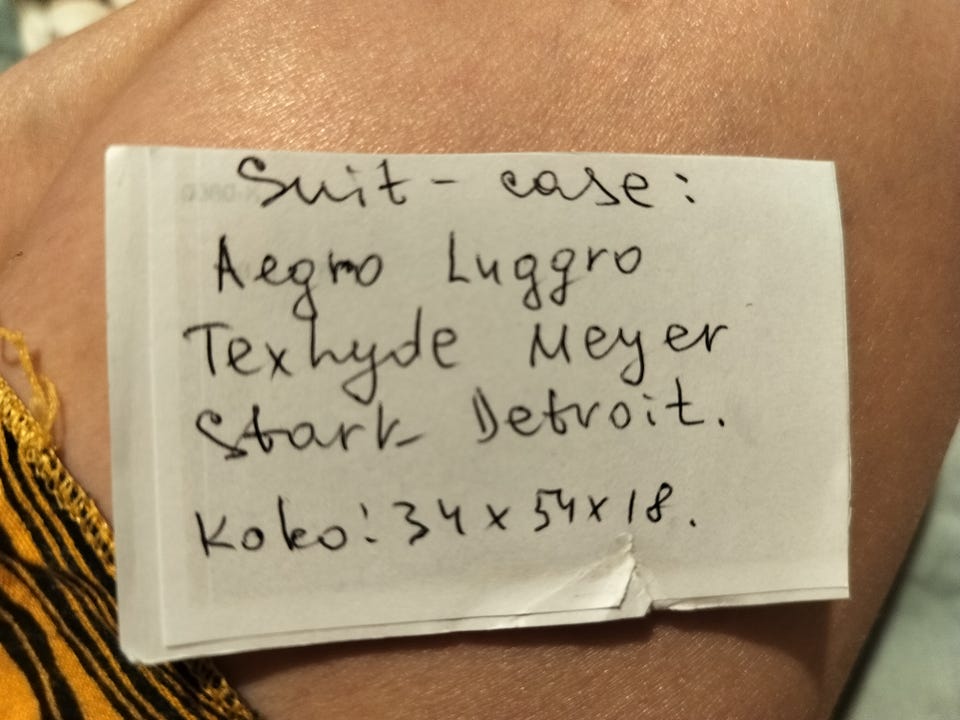 Suit - case:
Aegro Luggro
Texhyde Meyer
Stark Detroit.
Koko: 34 x 54 x 18.